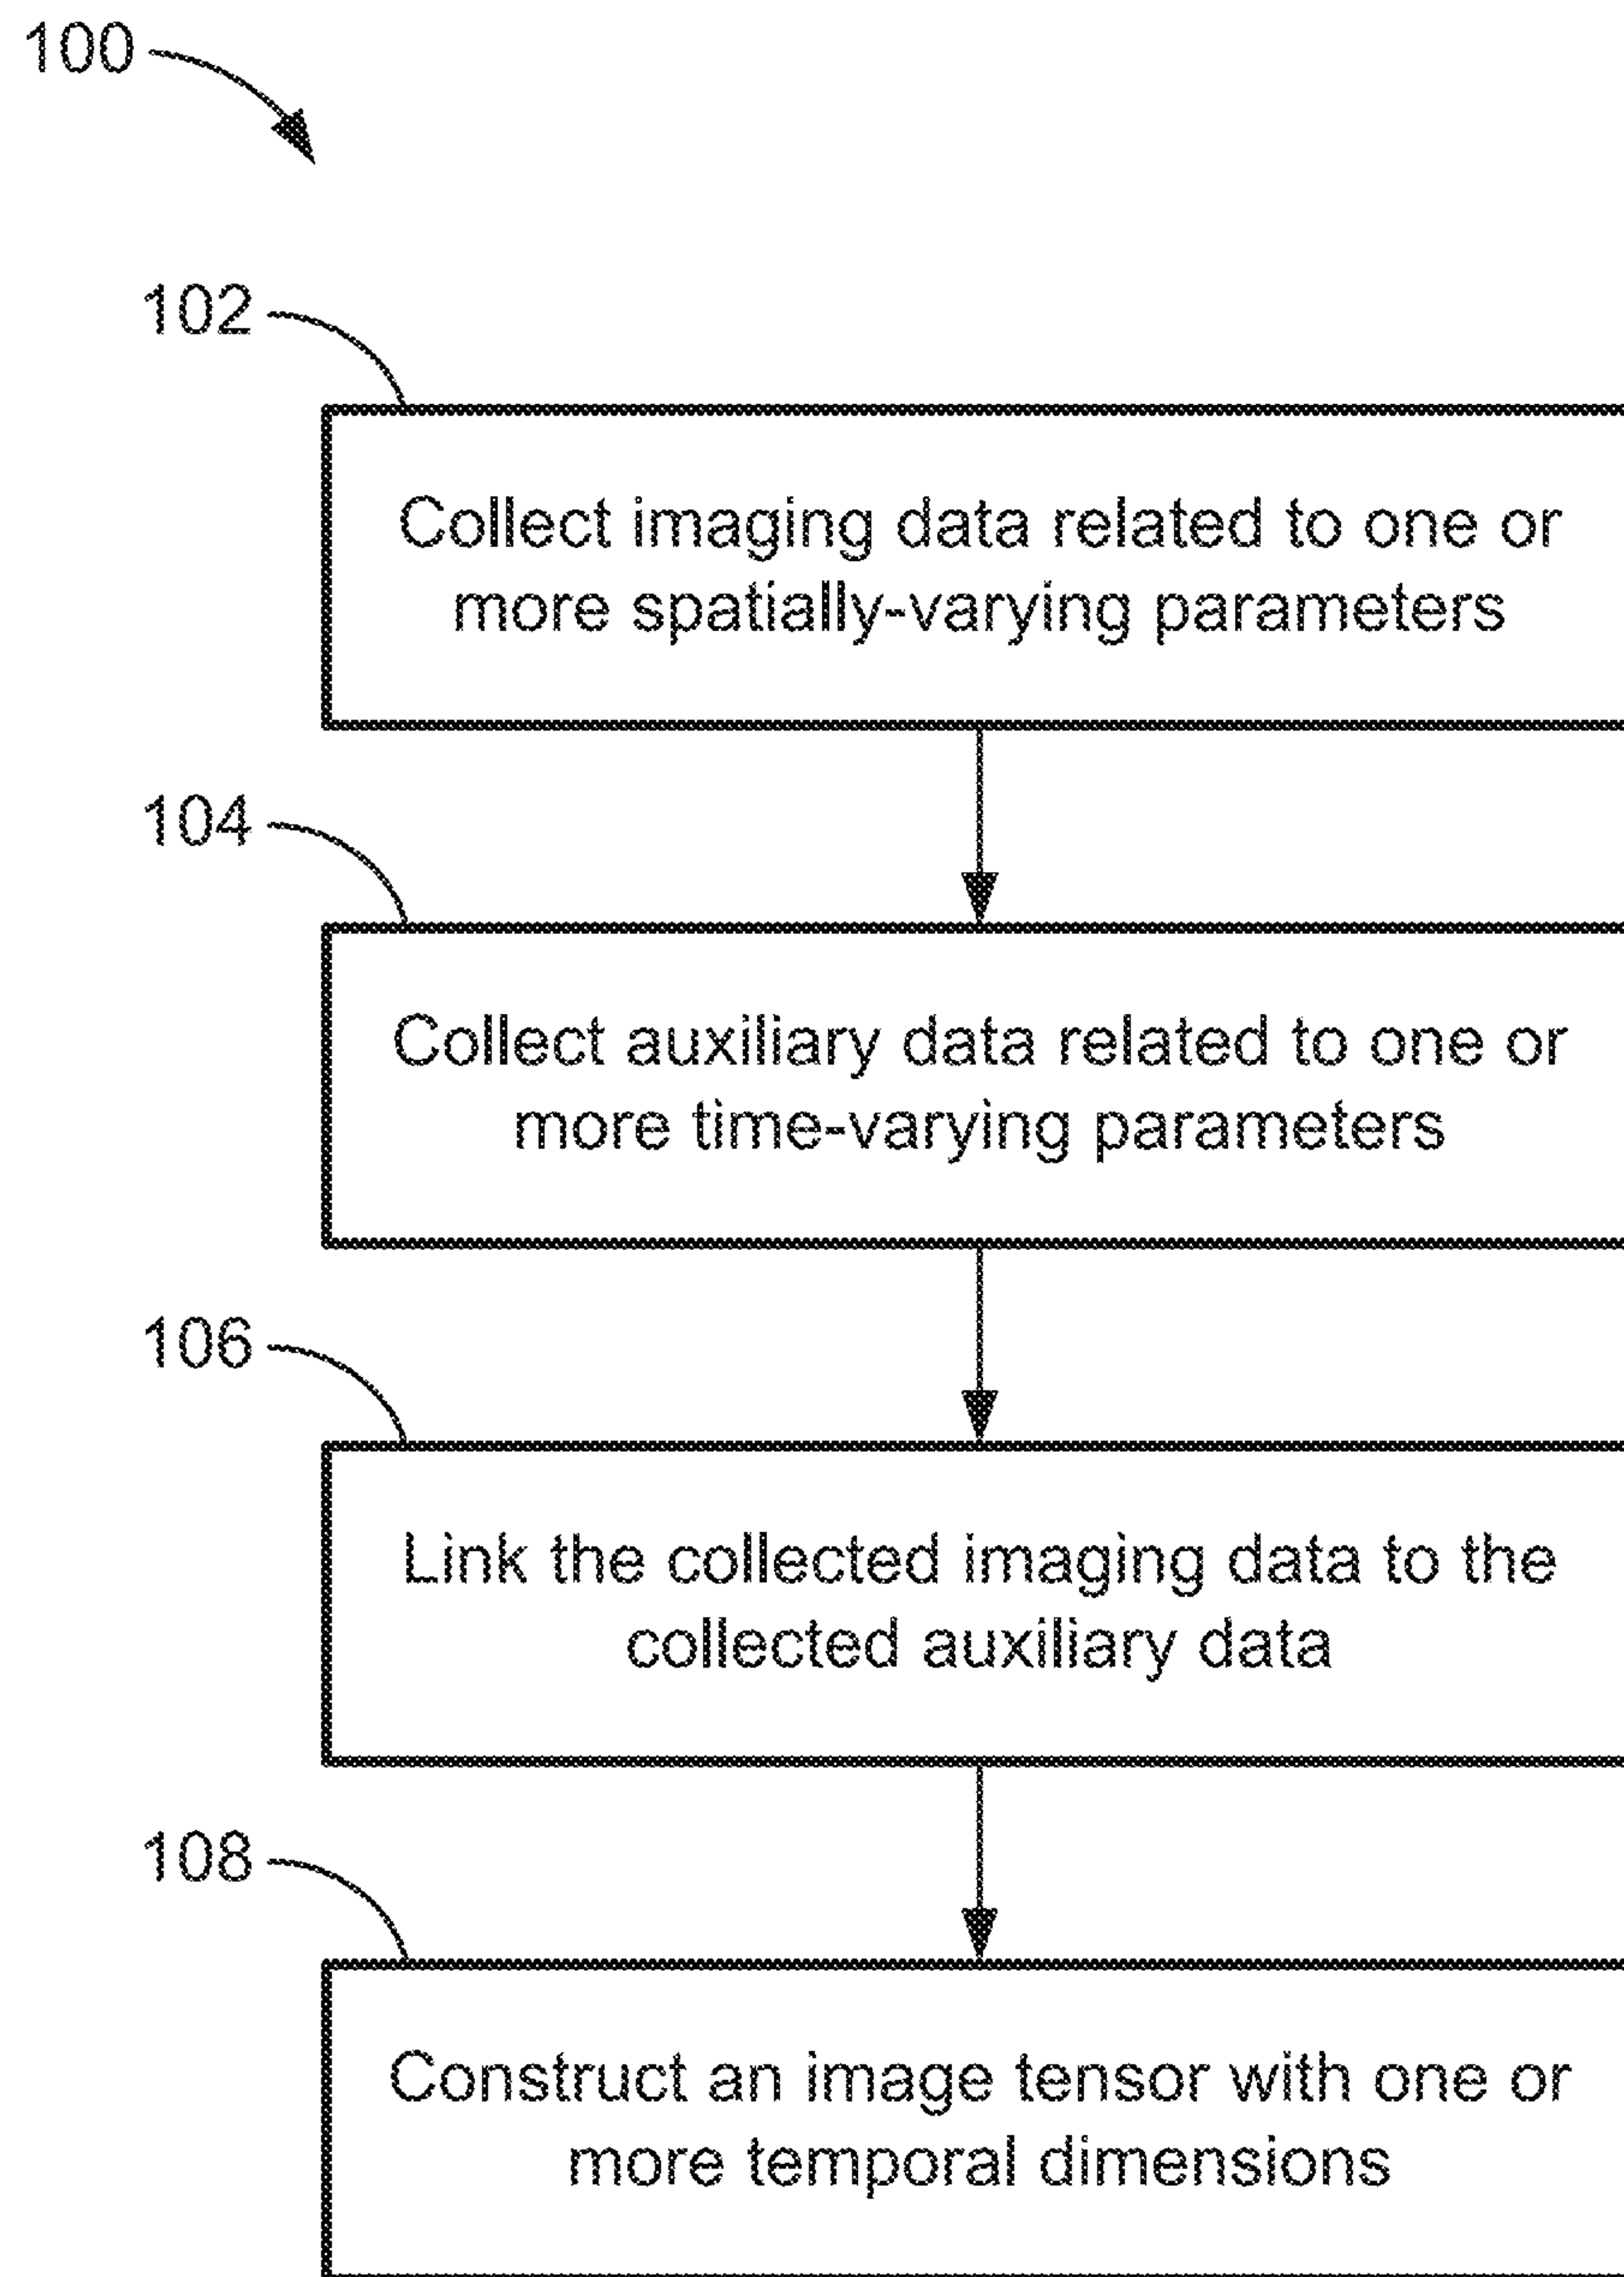 100
102
Collect imaging data related to one or
more spatially-varying parameters
104
Collect auxiliary data related to one or
more time-varying parameters
106
Link the collected imaging data to the
collected auxiliary data
108
Construct an image tensor with one or
more temporal dimensions